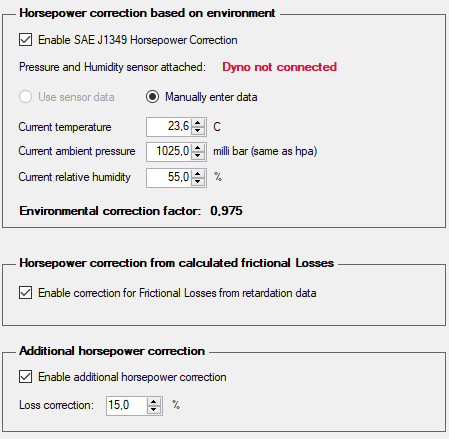 Horsepower correction based on environment
Enable SAE J1349 Horsepower Correction
Pressure and Humidity sensor attached: Dyno not connected
Use sensor data Manually enter data
Current temperature 23,6 C
Current ambient pressure 1025,0 milli bar (same as hpa)
Current relative humidity 55,0 %
Environmental correction factor: 0,975
Horsepower correction from calculated frictional Losses
Enable correction for Frictional Losses from retardation data
Additional horsepower correction
Enable additional horsepower correction
Loss correction: 15,0 %